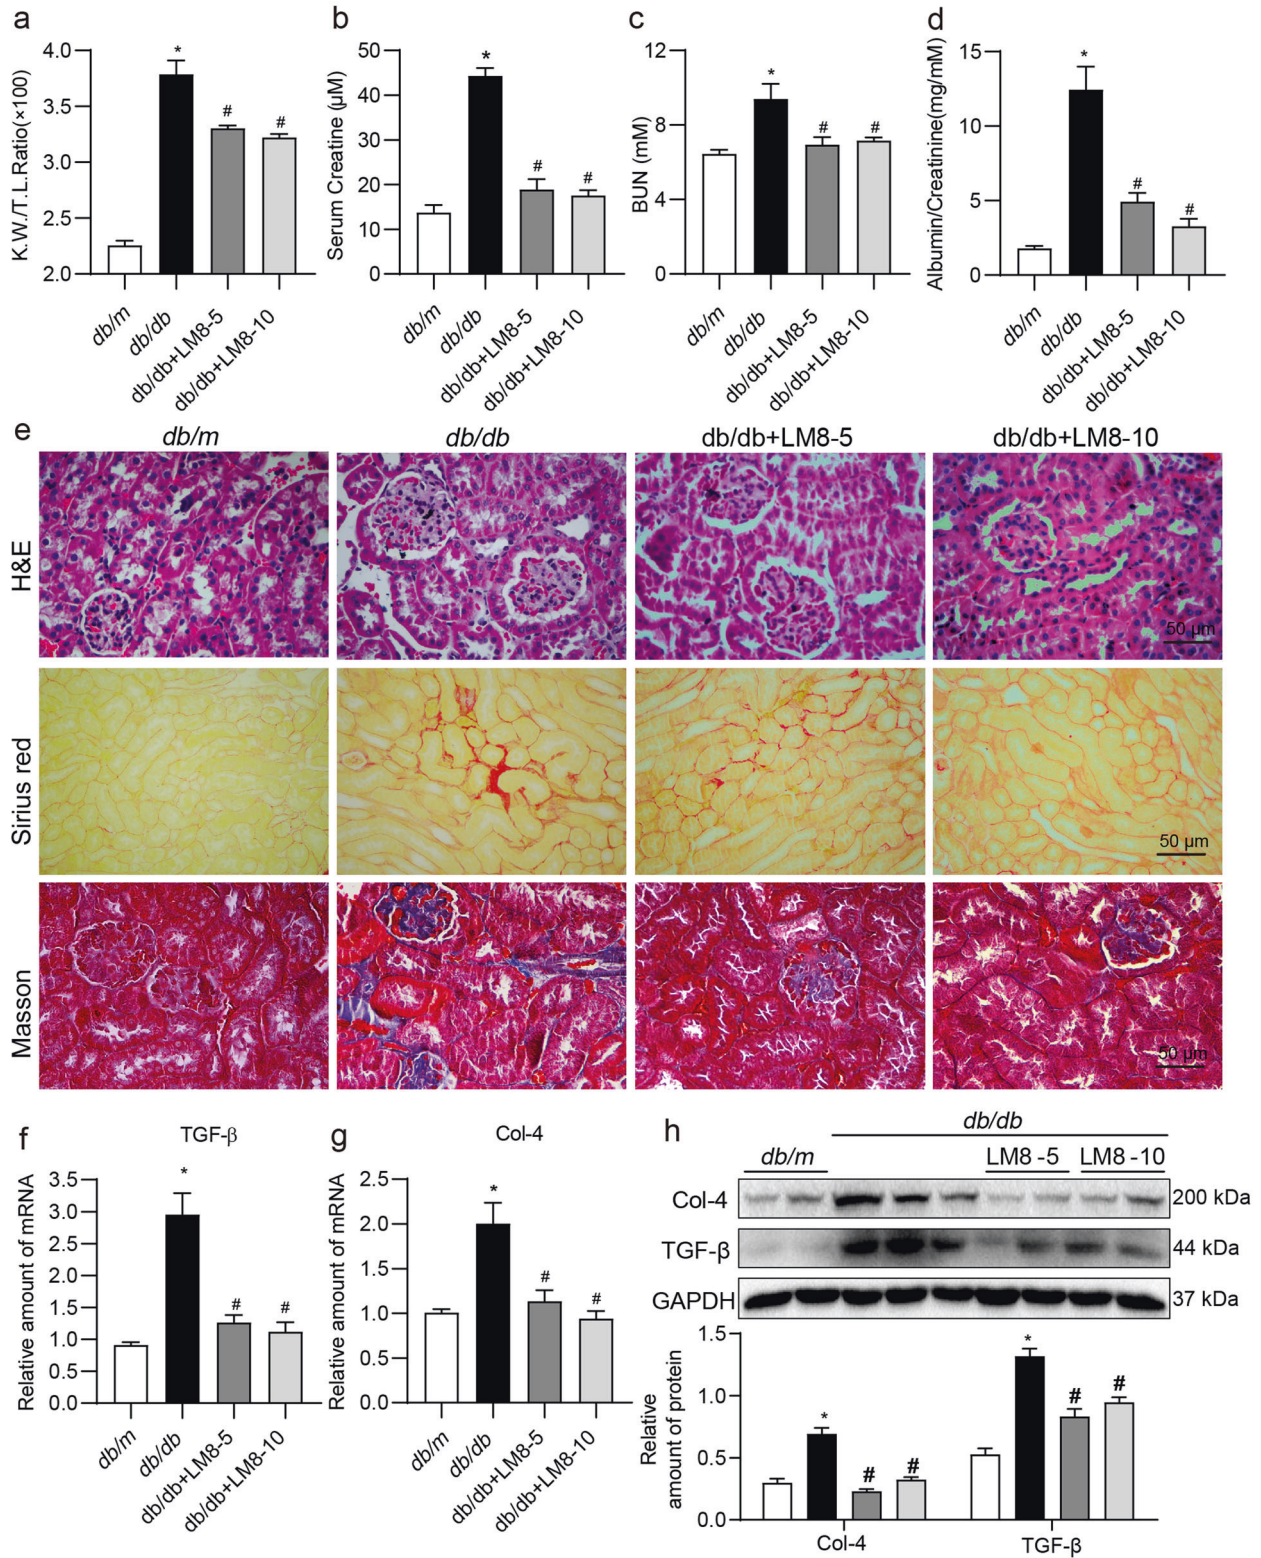 a
K.W./T.L.Ratio(×100)
4.0
3.5
3.0
2.5
2.0
*
#
#
db/m
db/db
db/db+LM8-5
db/db+LM8-10
b
Serum Creatine (µM)
50
40
30
20
10
0
*
#
#
db/m
db/db
db/db+LM8-5
db/db+LM8-10
c
BUN (mM)
12
8
4
0
*
#
#
db/m
db/db
db/db+LM8-5
db/db+LM8-10
d
Albumin/Creatinine(mg/mM)
15
10
5
0
*
#
#
db/m
db/db
db/db+LM8-5
db/db+LM8-10
e
db/m
db/db
db/db+LM8-5
db/db+LM8-10
H&E
50 µm
Sirius red
50 µm
Masson
50 µm
f
TGF-β
Relative amount of mRNA
3.5
3.0
2.5
2.0
1.5
1.0
0.5
0.0
*
#
#
db/m
db/db
db/db+LM8-5
db/db+LM8-10
g
Col-4
Relative amount of mRNA
2.5
2.0
1.5
1.0
0.5
0.0
*
#
#
db/m
db/db
db/db+LM8-5
db/db+LM8-10
h
db/db
db/m
LM8 -5
LM8 -10
Col-4
200 kDa
TGF-β
44 kDa
GAPDH
37 kDa
Relative
amount of protein
1.5
1.0
0.5
0.0
*
#
#
*
#
#
Col-4
TGF-β